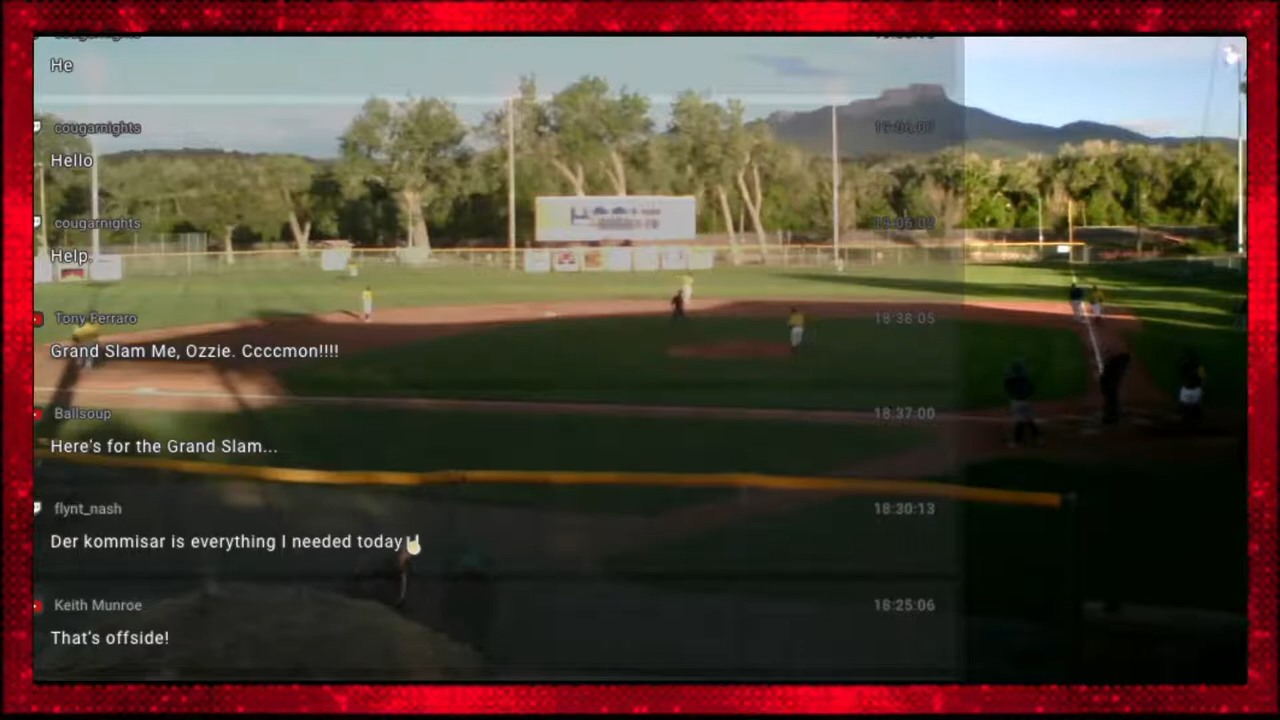 cougarnights
He
cougarnights
Hello
cougarnights
Help.
Tony Ferraro 18:38:05
Grand Slam Me, Ozzie. Ccccmon!!!!
Ballsoup 18:37:00
Here's for the Grand Slam...
flynt_nash 18:30:13
Der kommisar is everything I needed today
Keith Munroe 18:25:06
That's offside!